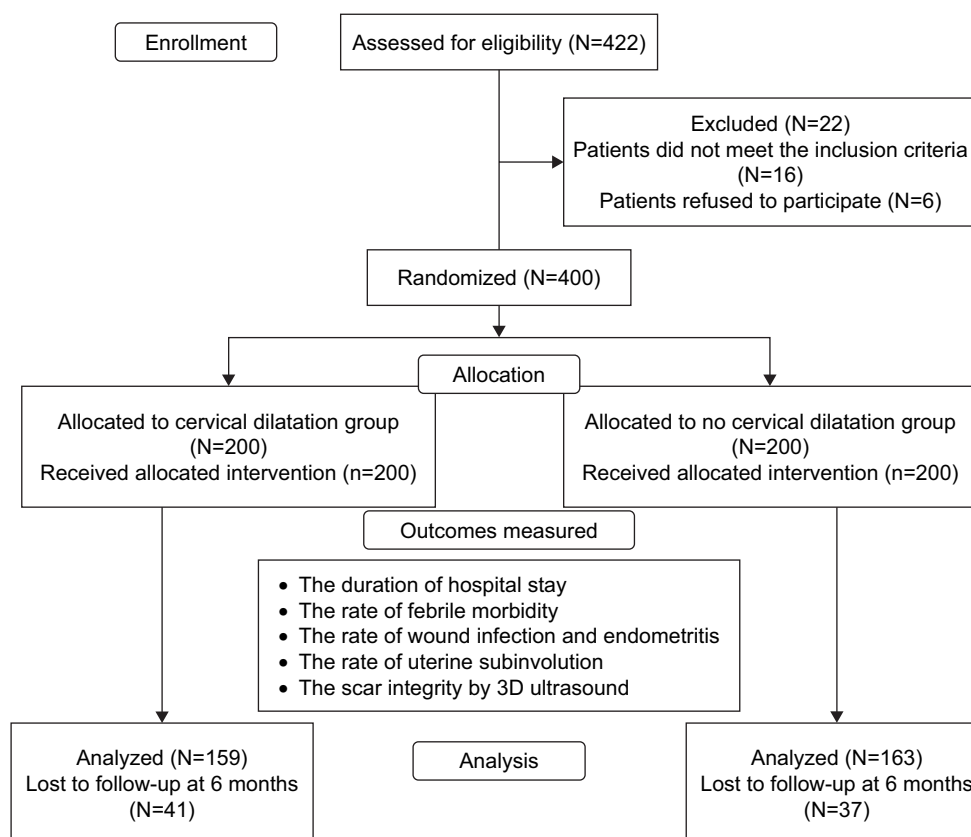 Enrollment
Assessed for eligibility (N=422)
Excluded (N=22)
Patients did not meet the inclusion criteria
(N=16)
Patients refused to participate (N=6)
Randomized (N=400)
Allocation
Allocated to cervical dilatation group
(N=200)
Received allocated intervention (n=200)
Allocated to no cervical dilatation group
(N=200)
Received allocated intervention (n=200)
Outcomes measured
• The duration of hospital stay
• The rate of febrile morbidity
• The rate of wound infection and endometritis
• The rate of uterine subinvolution
• The scar integrity by 3D ultrasound
Analysis
Analyzed (N=159)
Lost to follow-up at 6 months
(N=41)
Analyzed (N=163)
Lost to follow-up at 6 months
(N=37)